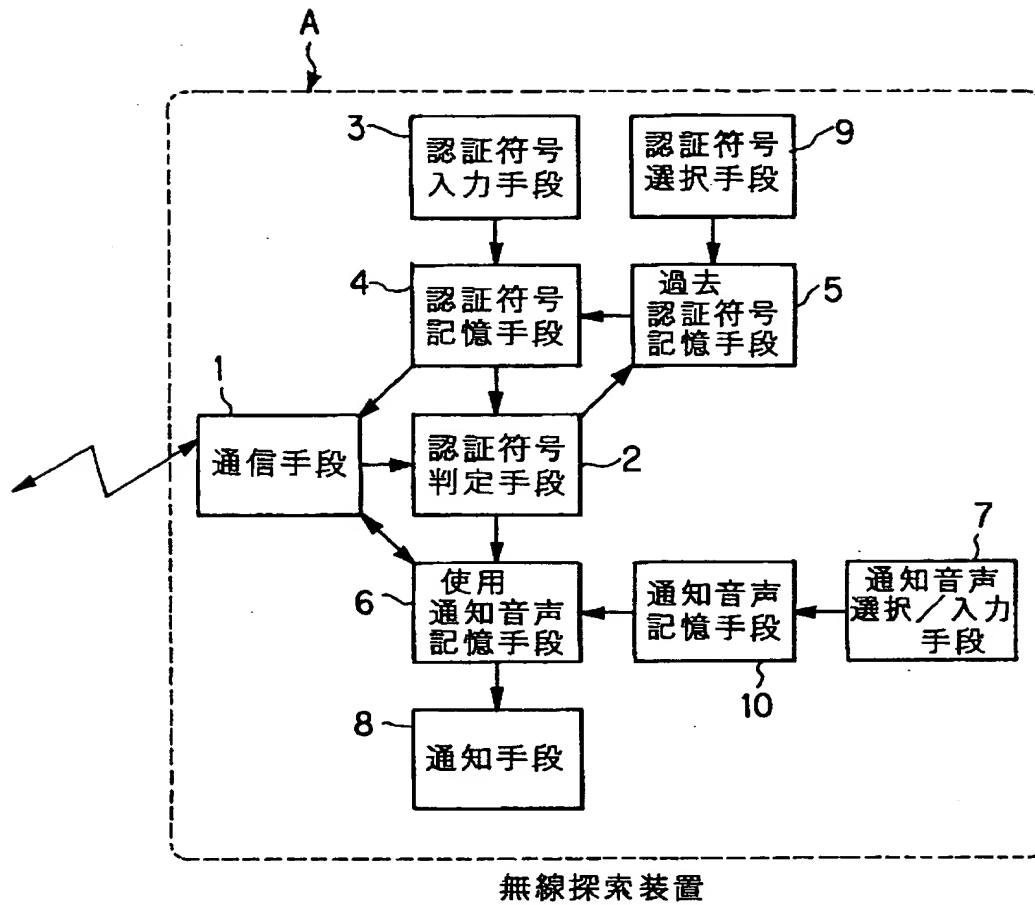 A
3
認証符号
入力手段
認証符号
選択手段
9
4
認証符号
記憶手段
過去
認証符号
記憶手段
5
1
通信手段
認証符号
判定手段
2
6
使用
通知音声
記憶手段
通知音声
記憶手段
10
7
通知音声
選択／入力
手段
8
通知手段
無線探索装置